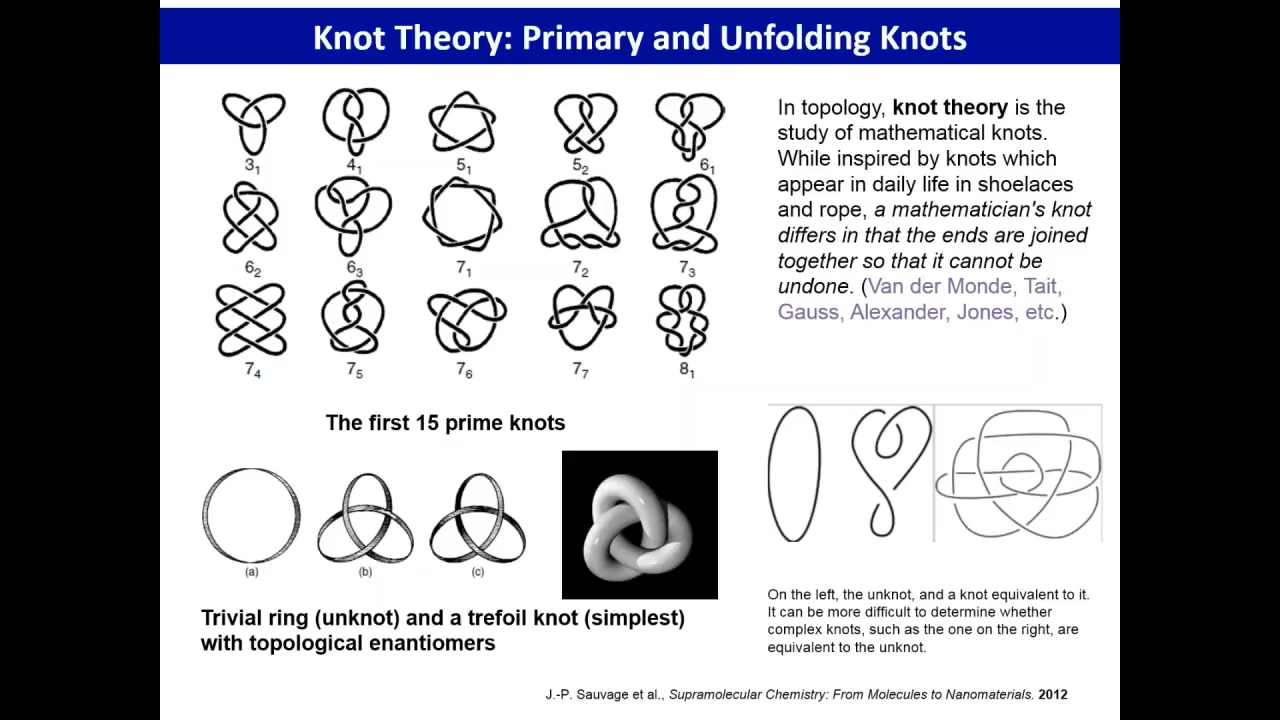 Knot Theory: Primary and Unfolding Knots
3₁ 4₁ 5₁ 5₂ 6₁
6₂ 6₃ 7₁ 7₂ 7₃
7₄ 7₅ 7₆ 7₇ 8₁
The first 15 prime knots
(a) (b) (c)
Trivial ring (unknot) and a trefoil knot (simplest)
with topological enantiomers
In topology, knot theory is the
study of mathematical knots.
While inspired by knots which
appear in daily life in shoelaces
and rope, a mathematician's knot
differs in that the ends are joined
together so that it cannot be
undone. (Van der Monde, Tait,
Gauss, Alexander, Jones, etc.)
On the left, the unknot, and a knot equivalent to it.
It can be more difficult to determine whether
complex knots, such as the one on the right, are
equivalent to the unknot.
J.-P. Sauvage et al., Supramolecular Chemistry: From Molecules to Nanomaterials. 2012